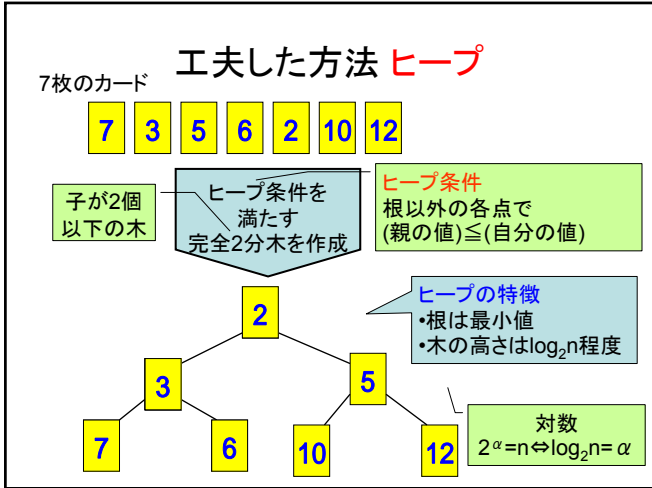 工夫した方法 ヒープ
7枚のカード
7 3 5 6 2 10 12
子が2個
以下の木
ヒープ条件を
満たす
完全2分木を作成
ヒープ条件
根以外の各点で
(親の値)≦(自分の値)
2
ヒープの特徴
•根は最小値
•木の高さはlog₂n程度
3 5
7 6 10 12
対数
2^α=n⇔log₂n=α